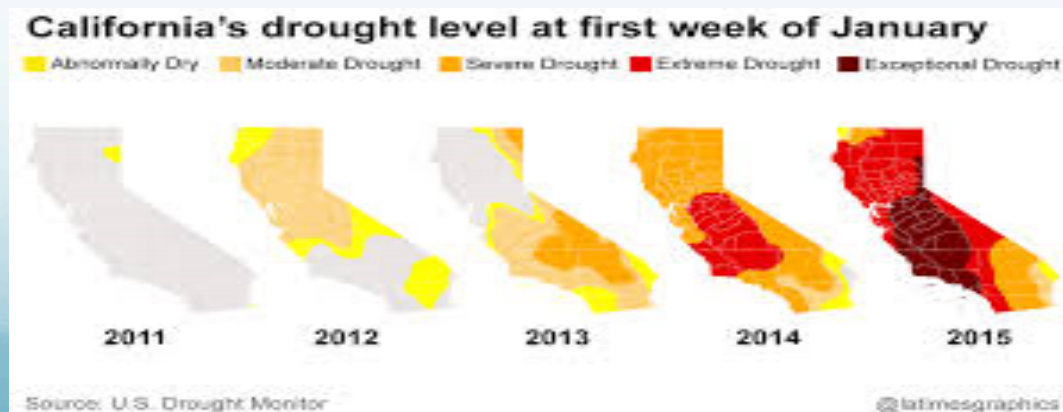 California's drought level at first week of January
Abnormally Dry Moderate Drought Severe Drought Extreme Drought Exceptional Drought
2011 2012 2013 2014 2015
Source: U.S. Drought Monitor @latimesgraphics